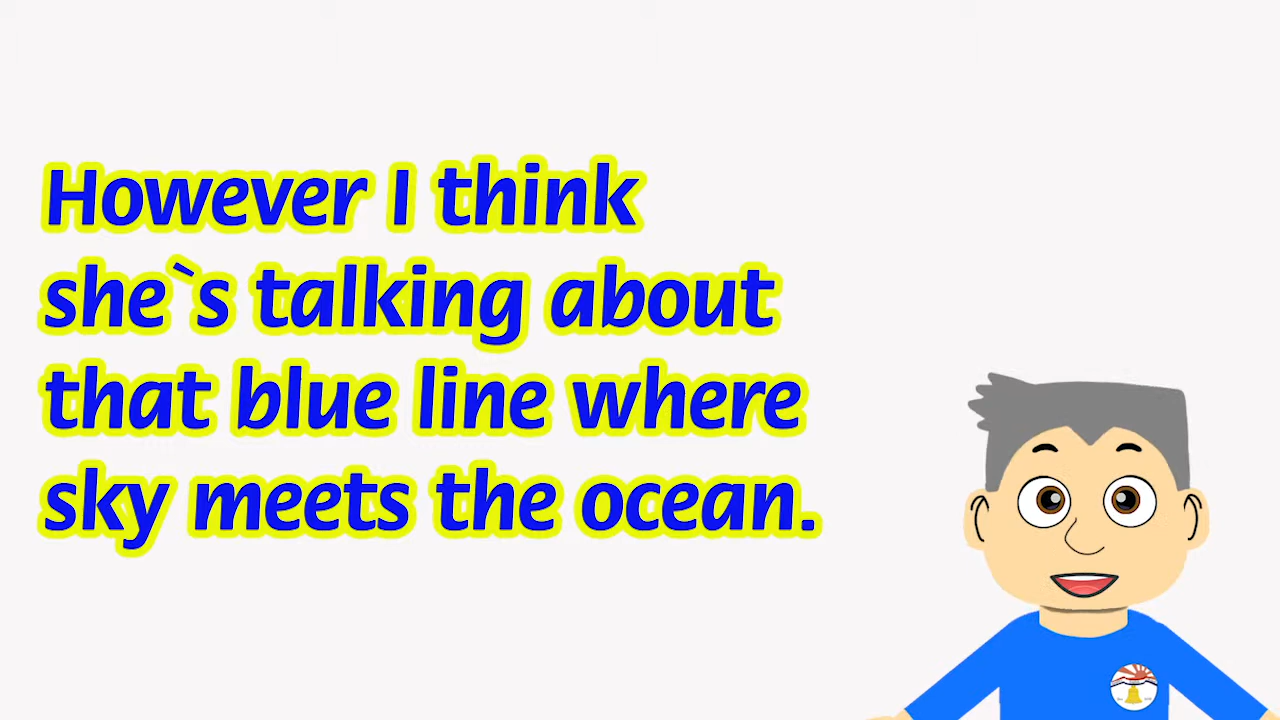 However I think
she`s talking about
that blue line where
sky meets the ocean.